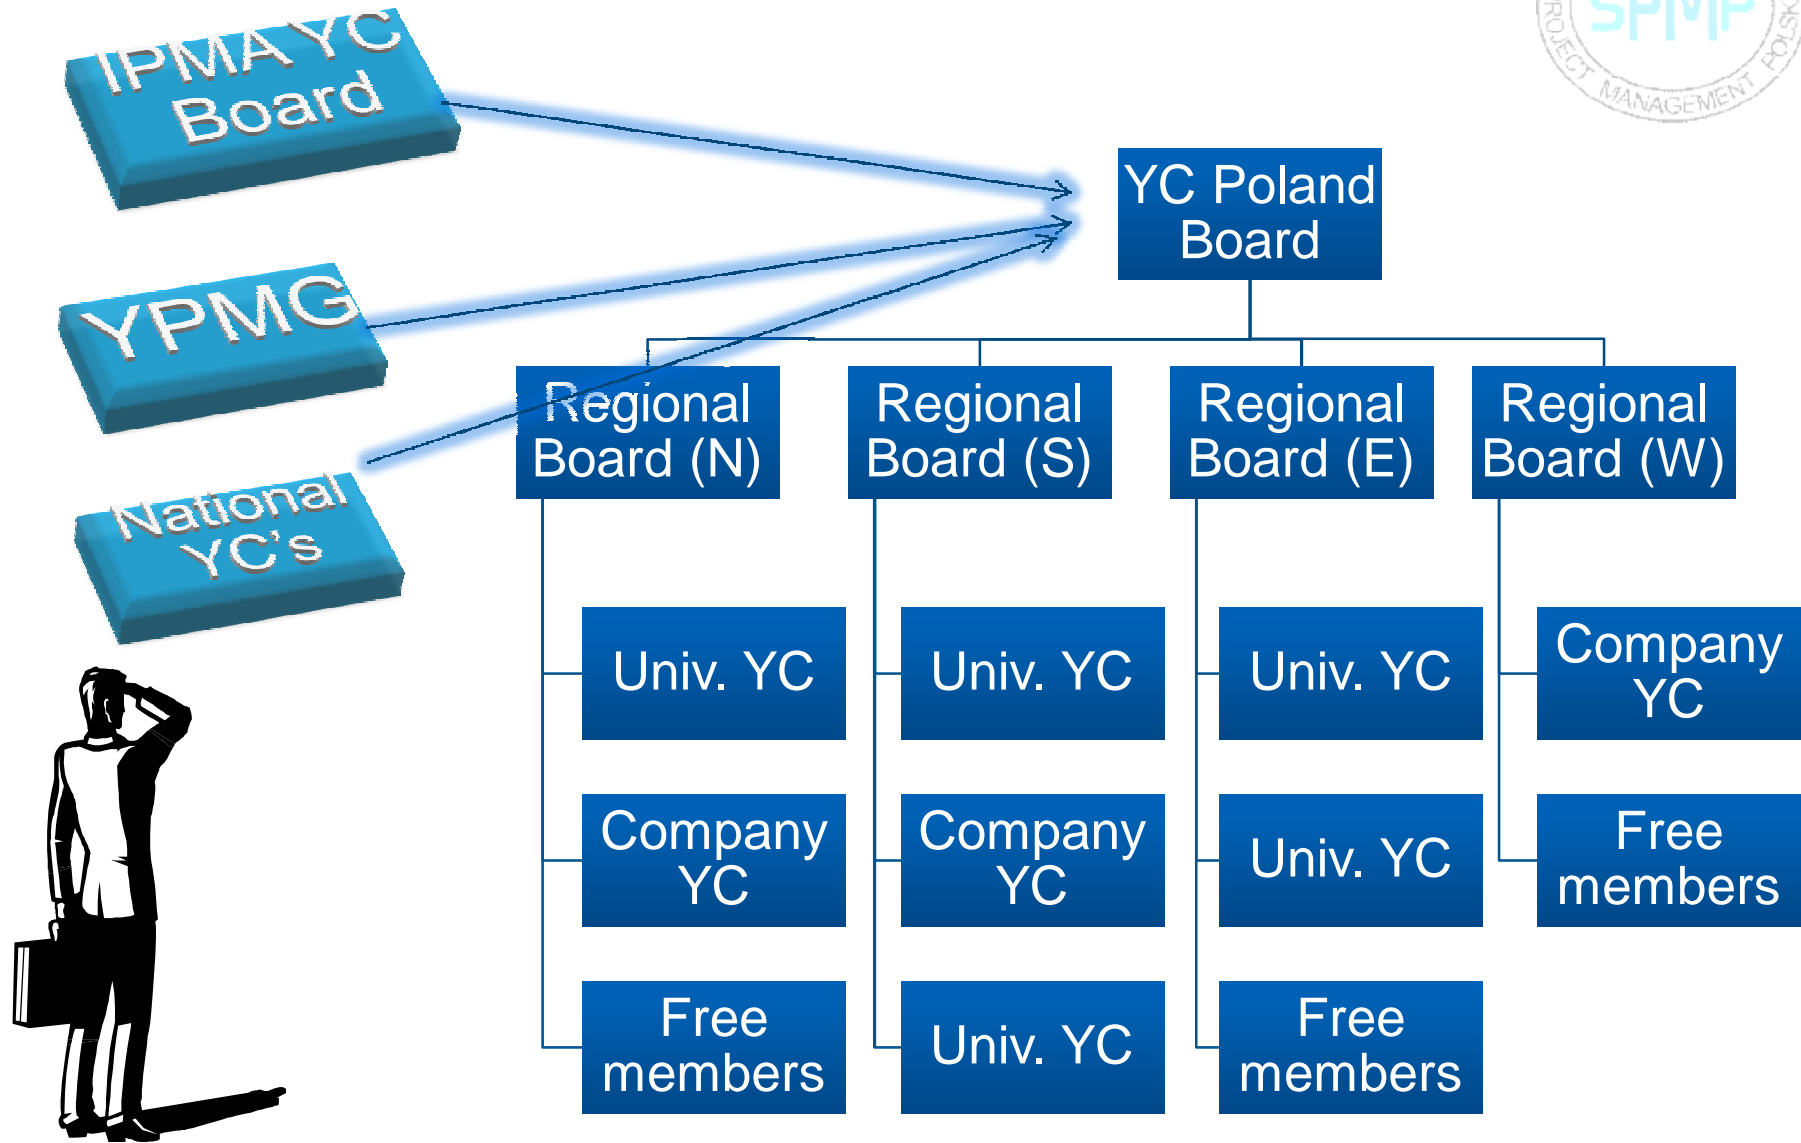 SPMP
PROJECT MANAGEMENT
IPMA YC
Board
YPMG
National
YC's
YC Poland
Board
Regional
Board (N)
Regional
Board (S)
Regional
Board (E)
Regional
Board (W)
Univ. YC
Univ. YC
Univ. YC
Company
YC
Company
YC
Company
YC
Univ. YC
Free
members
Free
members
Univ. YC
Free
members